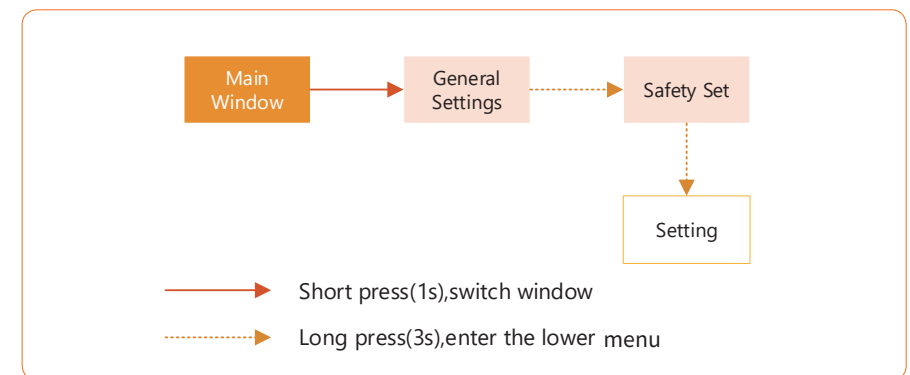 Main
Window
General
Settings
Safety Set
Setting
Short press(1s),switch window
Long press(3s),enter the lower menu